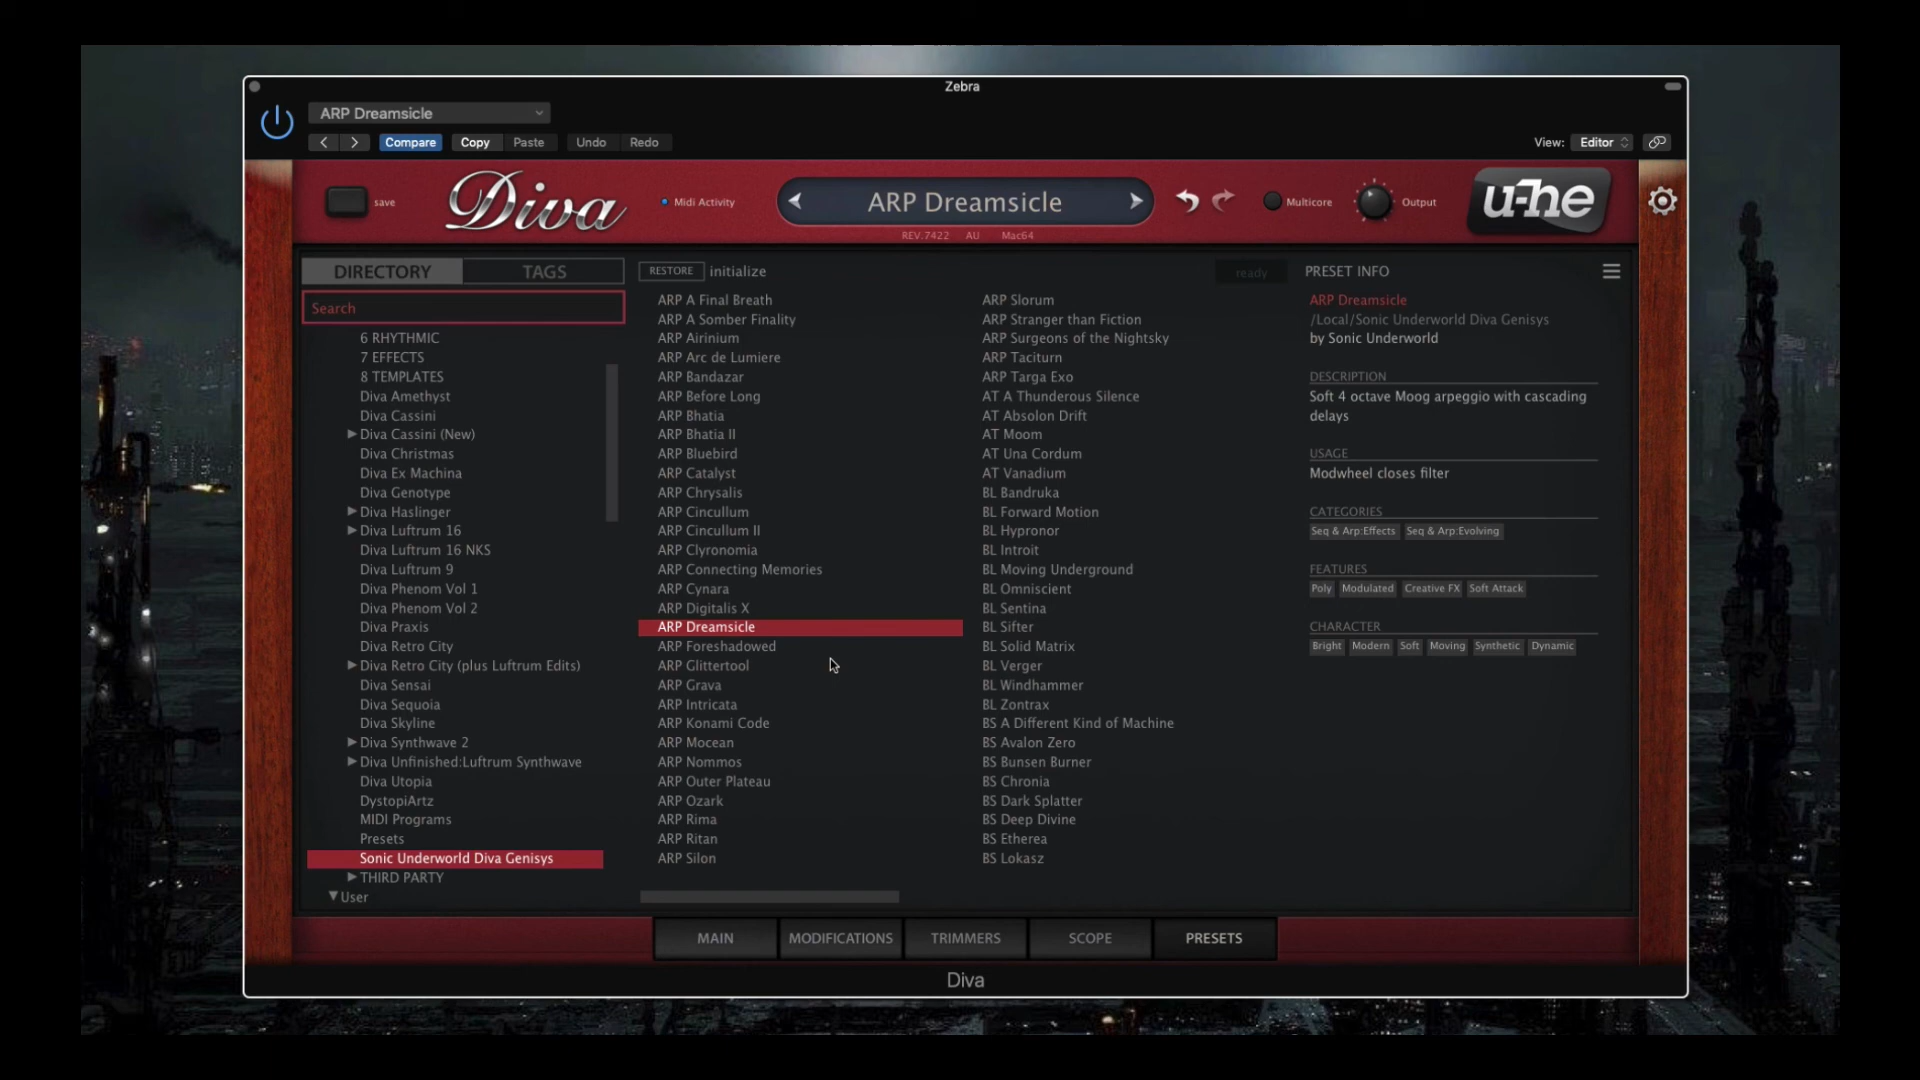 Zebra
ARP Dreamsicle
Compare Copy Paste Undo Redo
View: Editor
save Diva Midi Activity ARP Dreamsicle Multicore Output u-he
REV.7422 AU Mac64
DIRECTORY TAGS
Search
6 RHYTHMIC
7 EFFECTS
8 TEMPLATES
Diva Amethyst
Diva Cassini
Diva Cassini (New)
Diva Christmas
Diva Ex Machina
Diva Genotype
Diva Haslinger
Diva Luftrum 16
Diva Luftrum 16 NKS
Diva Luftrum 9
Diva Phenom Vol 1
Diva Phenom Vol 2
Diva Praxis
Diva Retro City
Diva Retro City (plus Luftrum Edits)
Diva Sensai
Diva Sequoia
Diva Skyline
Diva Synthwave 2
Diva Unfinished:Luftrum Synthwave
Diva Utopia
DystopiArtz
MIDI Programs
Presets
Sonic Underworld Diva Genisys
THIRD PARTY
User
RESTORE initialize
ready
ARP A Final Breath
ARP A Somber Finality
ARP Airinium
ARP Arc de Lumiere
ARP Bandazar
ARP Before Long
ARP Bhatia
ARP Bhatia II
ARP Bluebird
ARP Catalyst
ARP Chrysalis
ARP Cincullum
ARP Cincullum II
ARP Clyronomia
ARP Connecting Memories
ARP Cynara
ARP Digitalis X
ARP Dreamsicle
ARP Foreshadowed
ARP Glittertool
ARP Grava
ARP Intricata
ARP Konami Code
ARP Mocean
ARP Nommos
ARP Outer Plateau
ARP Ozark
ARP Rima
ARP Ritan
ARP Silon
ARP Slorum
ARP Stranger than Fiction
ARP Surgeons of the Nightsky
ARP Taciturn
ARP Targa Exo
AT A Thunderous Silence
AT Absolon Drift
AT Moom
AT Una Cordum
AT Vanadium
BL Bandruka
BL Forward Motion
BL Hypronor
BL Introit
BL Moving Underground
BL Omniscient
BL Sentina
BL Sifter
BL Solid Matrix
BL Verger
BL Windhammer
BL Zontrax
BS A Different Kind of Machine
BS Avalon Zero
BS Bunsen Burner
BS Chronia
BS Dark Splatter
BS Deep Divine
BS Etherea
BS Lokasz
PRESET INFO
ARP Dreamsicle
/Local/Sonic Underworld Diva Genisys
by Sonic Underworld
DESCRIPTION
Soft 4 octave Moog arpeggio with cascading
delays
USAGE
Modwheel closes filter
CATEGORIES
Seq & Arp:Effects Seq & Arp:Evolving
FEATURES
Poly Modulated Creative FX Soft Attack
CHARACTER
Bright Modern Soft Moving Synthetic Dynamic
MAIN MODIFICATIONS TRIMMERS SCOPE PRESETS
Diva